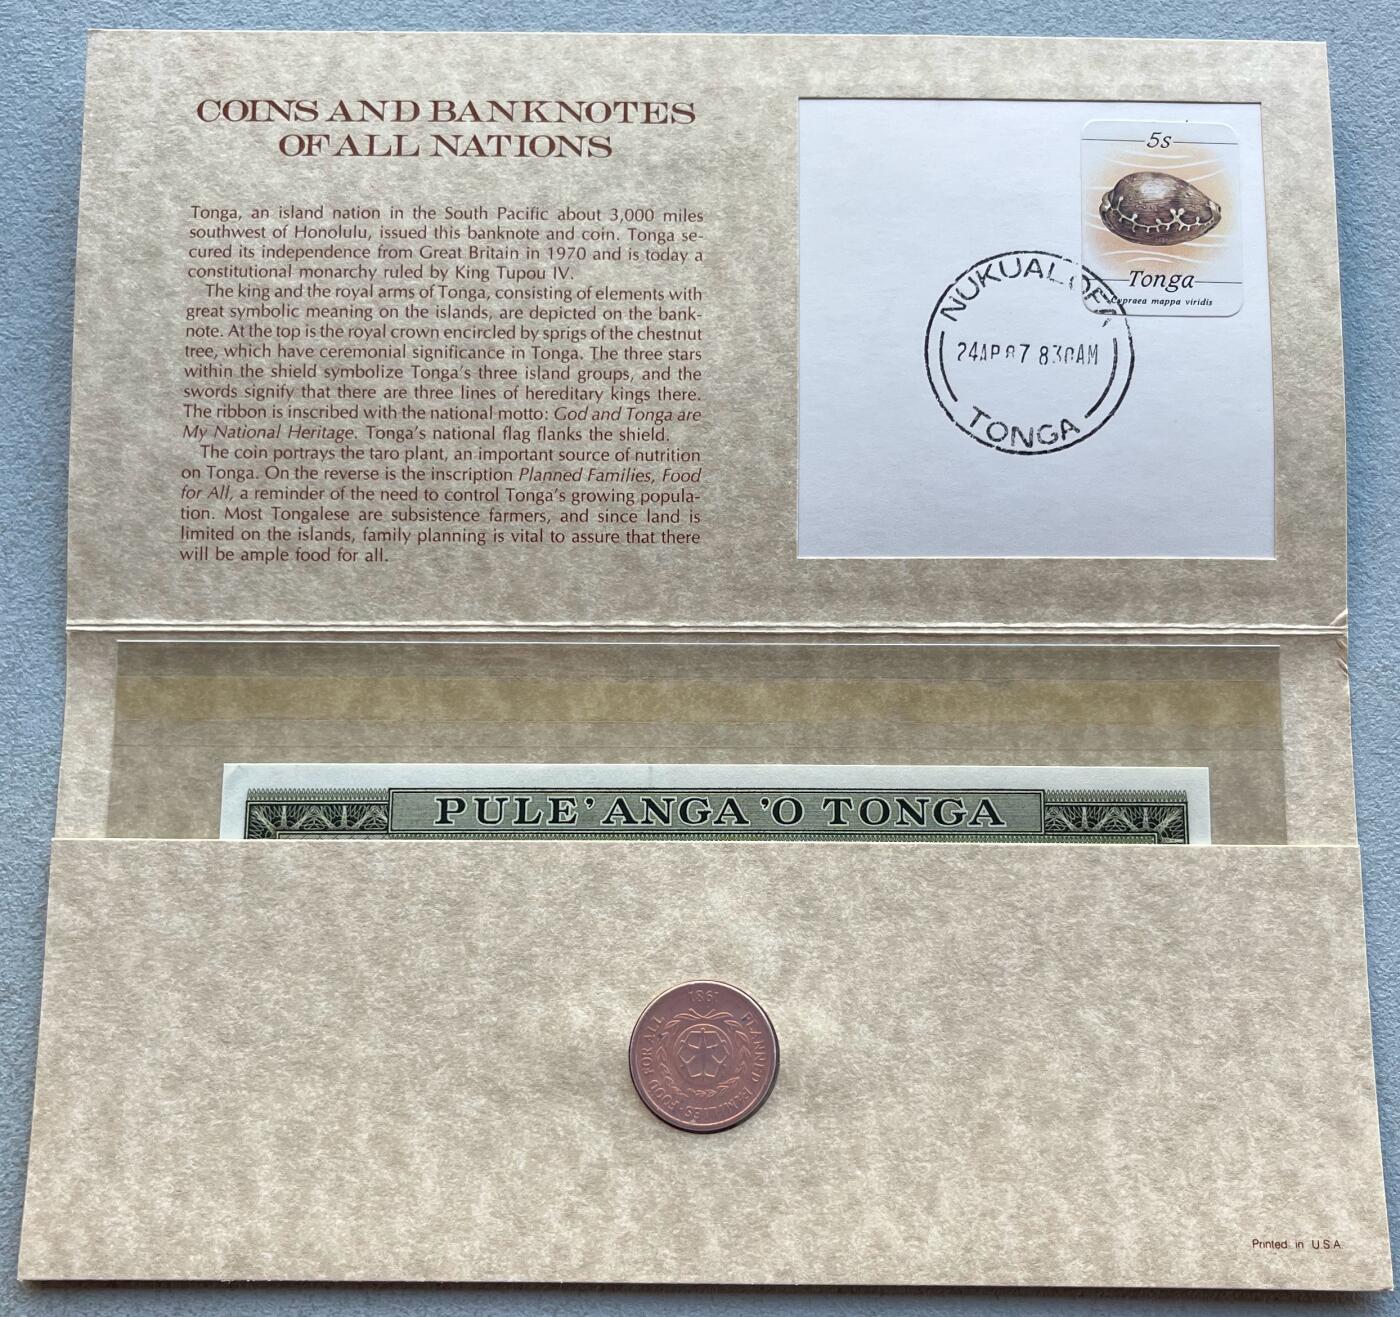 COINS AND BANKNOTES
OF ALL NATIONS
Tonga, an island nation in the South Pacific about 3,000 miles
southwest of Honolulu, issued this banknote and coin. Tonga se-
cured its independence from Great Britain in 1970 and is today a
constitutional monarchy ruled by King Tupou IV.
The king and the royal arms of Tonga, consisting of elements with
great symbolic meaning on the islands, are depicted on the bank-
note. At the top is the royal crown encircled by sprigs of the chestnut
tree, which have ceremonial significance in Tonga. The three stars
within the shield symbolize Tonga's three island groups, and the
swords signify that there are three lines of hereditary kings there.
The ribbon is inscribed with the national motto: God and Tonga are
My National Heritage. Tonga's national flag flanks the shield.
The coin portrays the taro plant, an important source of nutrition
on Tonga. On the reverse is the inscription Planned Families, Food
for All, a reminder of the need to control Tonga's growing popula-
tion. Most Tongalese are subsistence farmers, and since land is
limited on the islands, family planning is vital to assure that there
will be ample food for all.
5s
Tonga
Cypraea mappa viridis
NUKUALOFA
24AP87 830AM
TONGA
PULE'ANGA 'O TONGA
1981
PLANNED FAMILIES·FOOD FOR ALL
Printed in U.S.A.